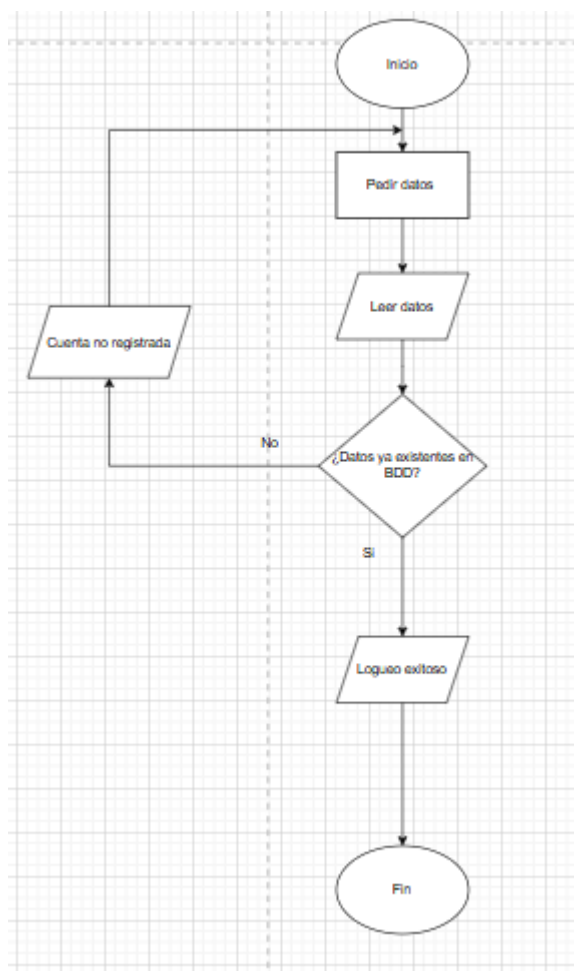 Inicio
Pedir datos
Leer datos
Cuenta no registrada
No
¿Datos ya existentes en
BDD?
Si
Logueo exitoso
Fin